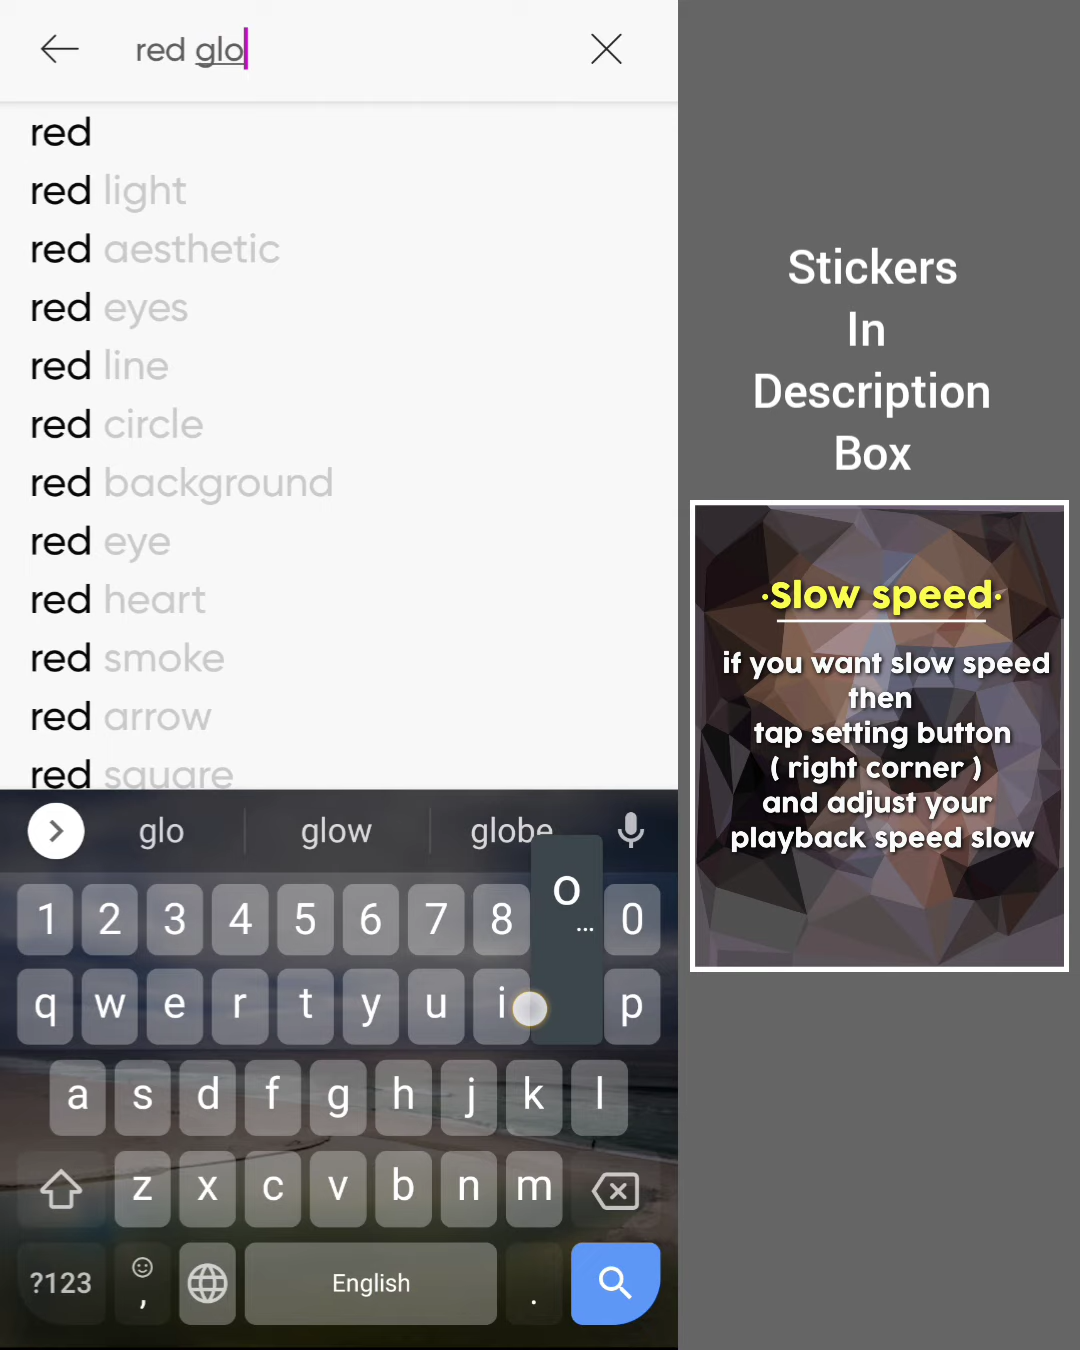 red glo
red
red light
red aesthetic
red eyes
red line
red circle
red background
red eye
red heart
red smoke
red arrow
red square
glo glow globe
o
...
1 2 3 4 5 6 7 8 0
q w e r t y u i p
a s d f g h j k l
z x c v b n m
?123 , English .
Stickers
In
Description
Box
·Slow speed·
if you want slow speed
then
tap setting button
( right corner )
and adjust your
playback speed slow